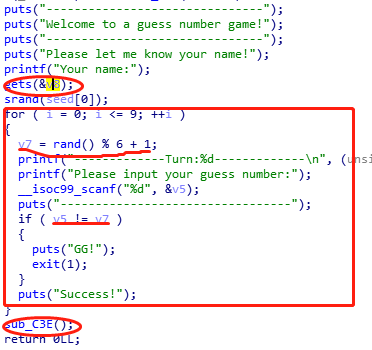 puts("-------------------------------");
puts("Welcome to a guess number game!");
puts("-------------------------------");
puts("Please let me know your name!");
printf("Your name:");
gets(&v8);
srand(seed[0]);
for ( i = 0; i <= 9; ++i )
{
v7 = rand() % 6 + 1;
printf("------------Turn:%d------------\n", (unsi
printf("Please input your guess number:");
__isoc99_scanf("%d", &v5);
puts("---------------------------------");
if ( v5 != v7 )
{
puts("GG!");
exit(1);
}
puts("Success!");
}
sub_C3E();
return 0LL;